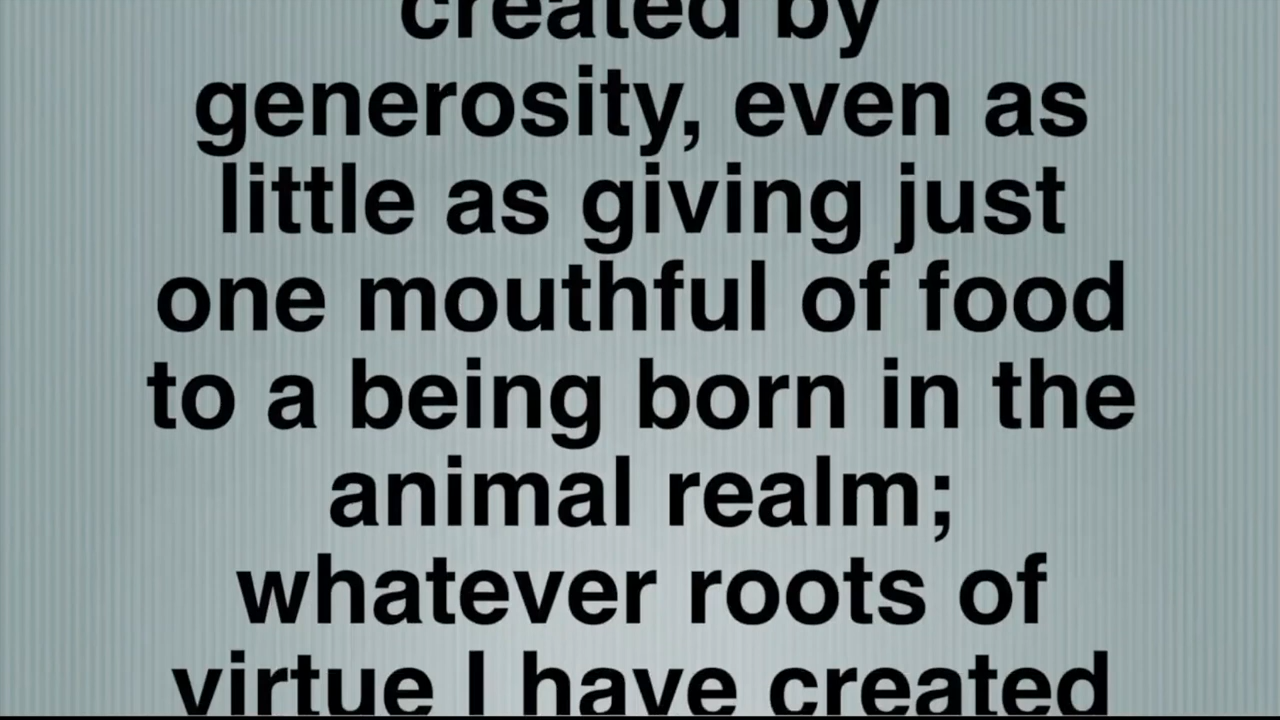 created by
generosity, even as
little as giving just
one mouthful of food
to a being born in the
animal realm;
whatever roots of
virtue I have created